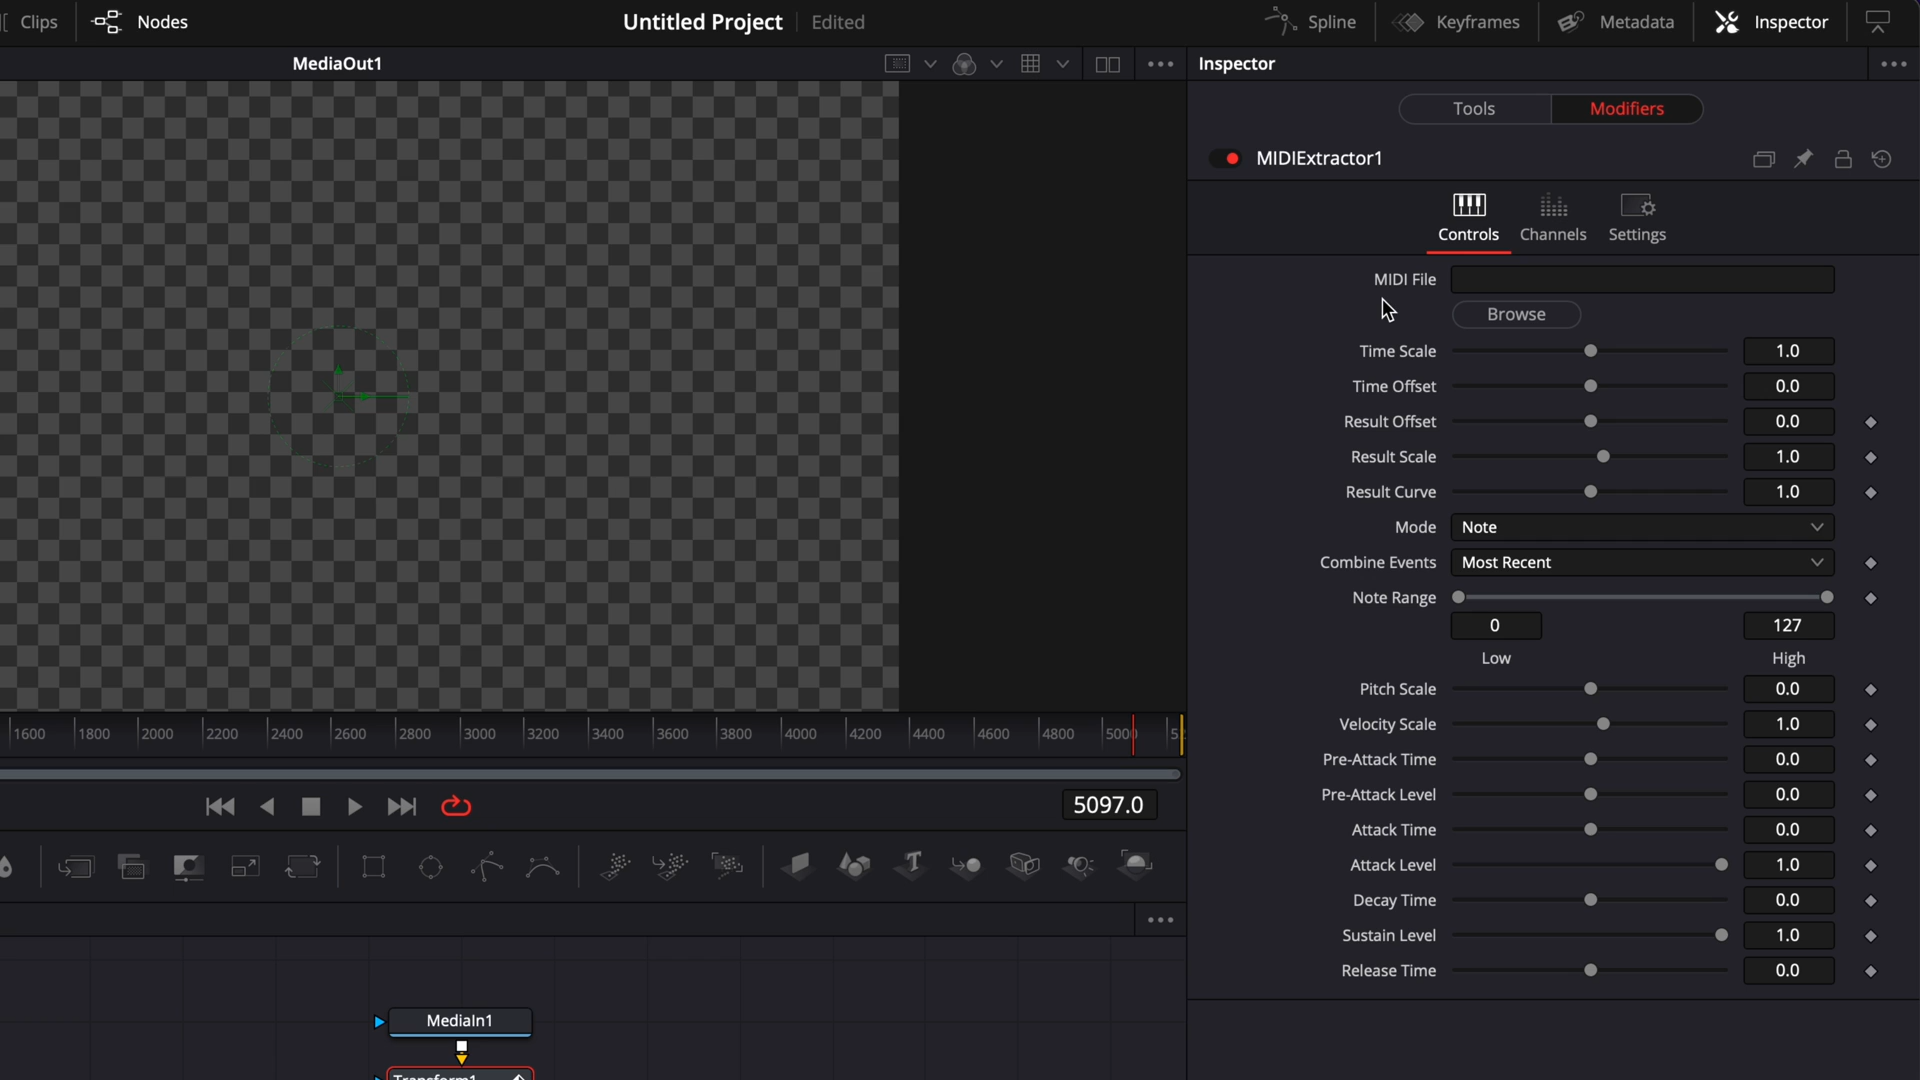 Clips
Nodes
Untitled Project
Edited
Spline
Keyframes
Metadata
Inspector
MediaOut1
Inspector
Tools
Modifiers
MIDIExtractor1
Controls
Channels
Settings
MIDI File
Browse
Time Scale 1.0
Time Offset 0.0
Result Offset 0.0
Result Scale 1.0
Result Curve 1.0
Mode Note
Combine Events Most Recent
Note Range
0 127
Low High
Pitch Scale 0.0
Velocity Scale 1.0
Pre-Attack Time 0.0
Pre-Attack Level 0.0
Attack Time 0.0
Attack Level 1.0
Decay Time 0.0
Sustain Level 1.0
Release Time 0.0
1600 1800 2000 2200 2400 2600 2800 3000 3200 3400 3600 3800 4000 4200 4400 4600 4800 5000
5097.0
MediaIn1
Transform1